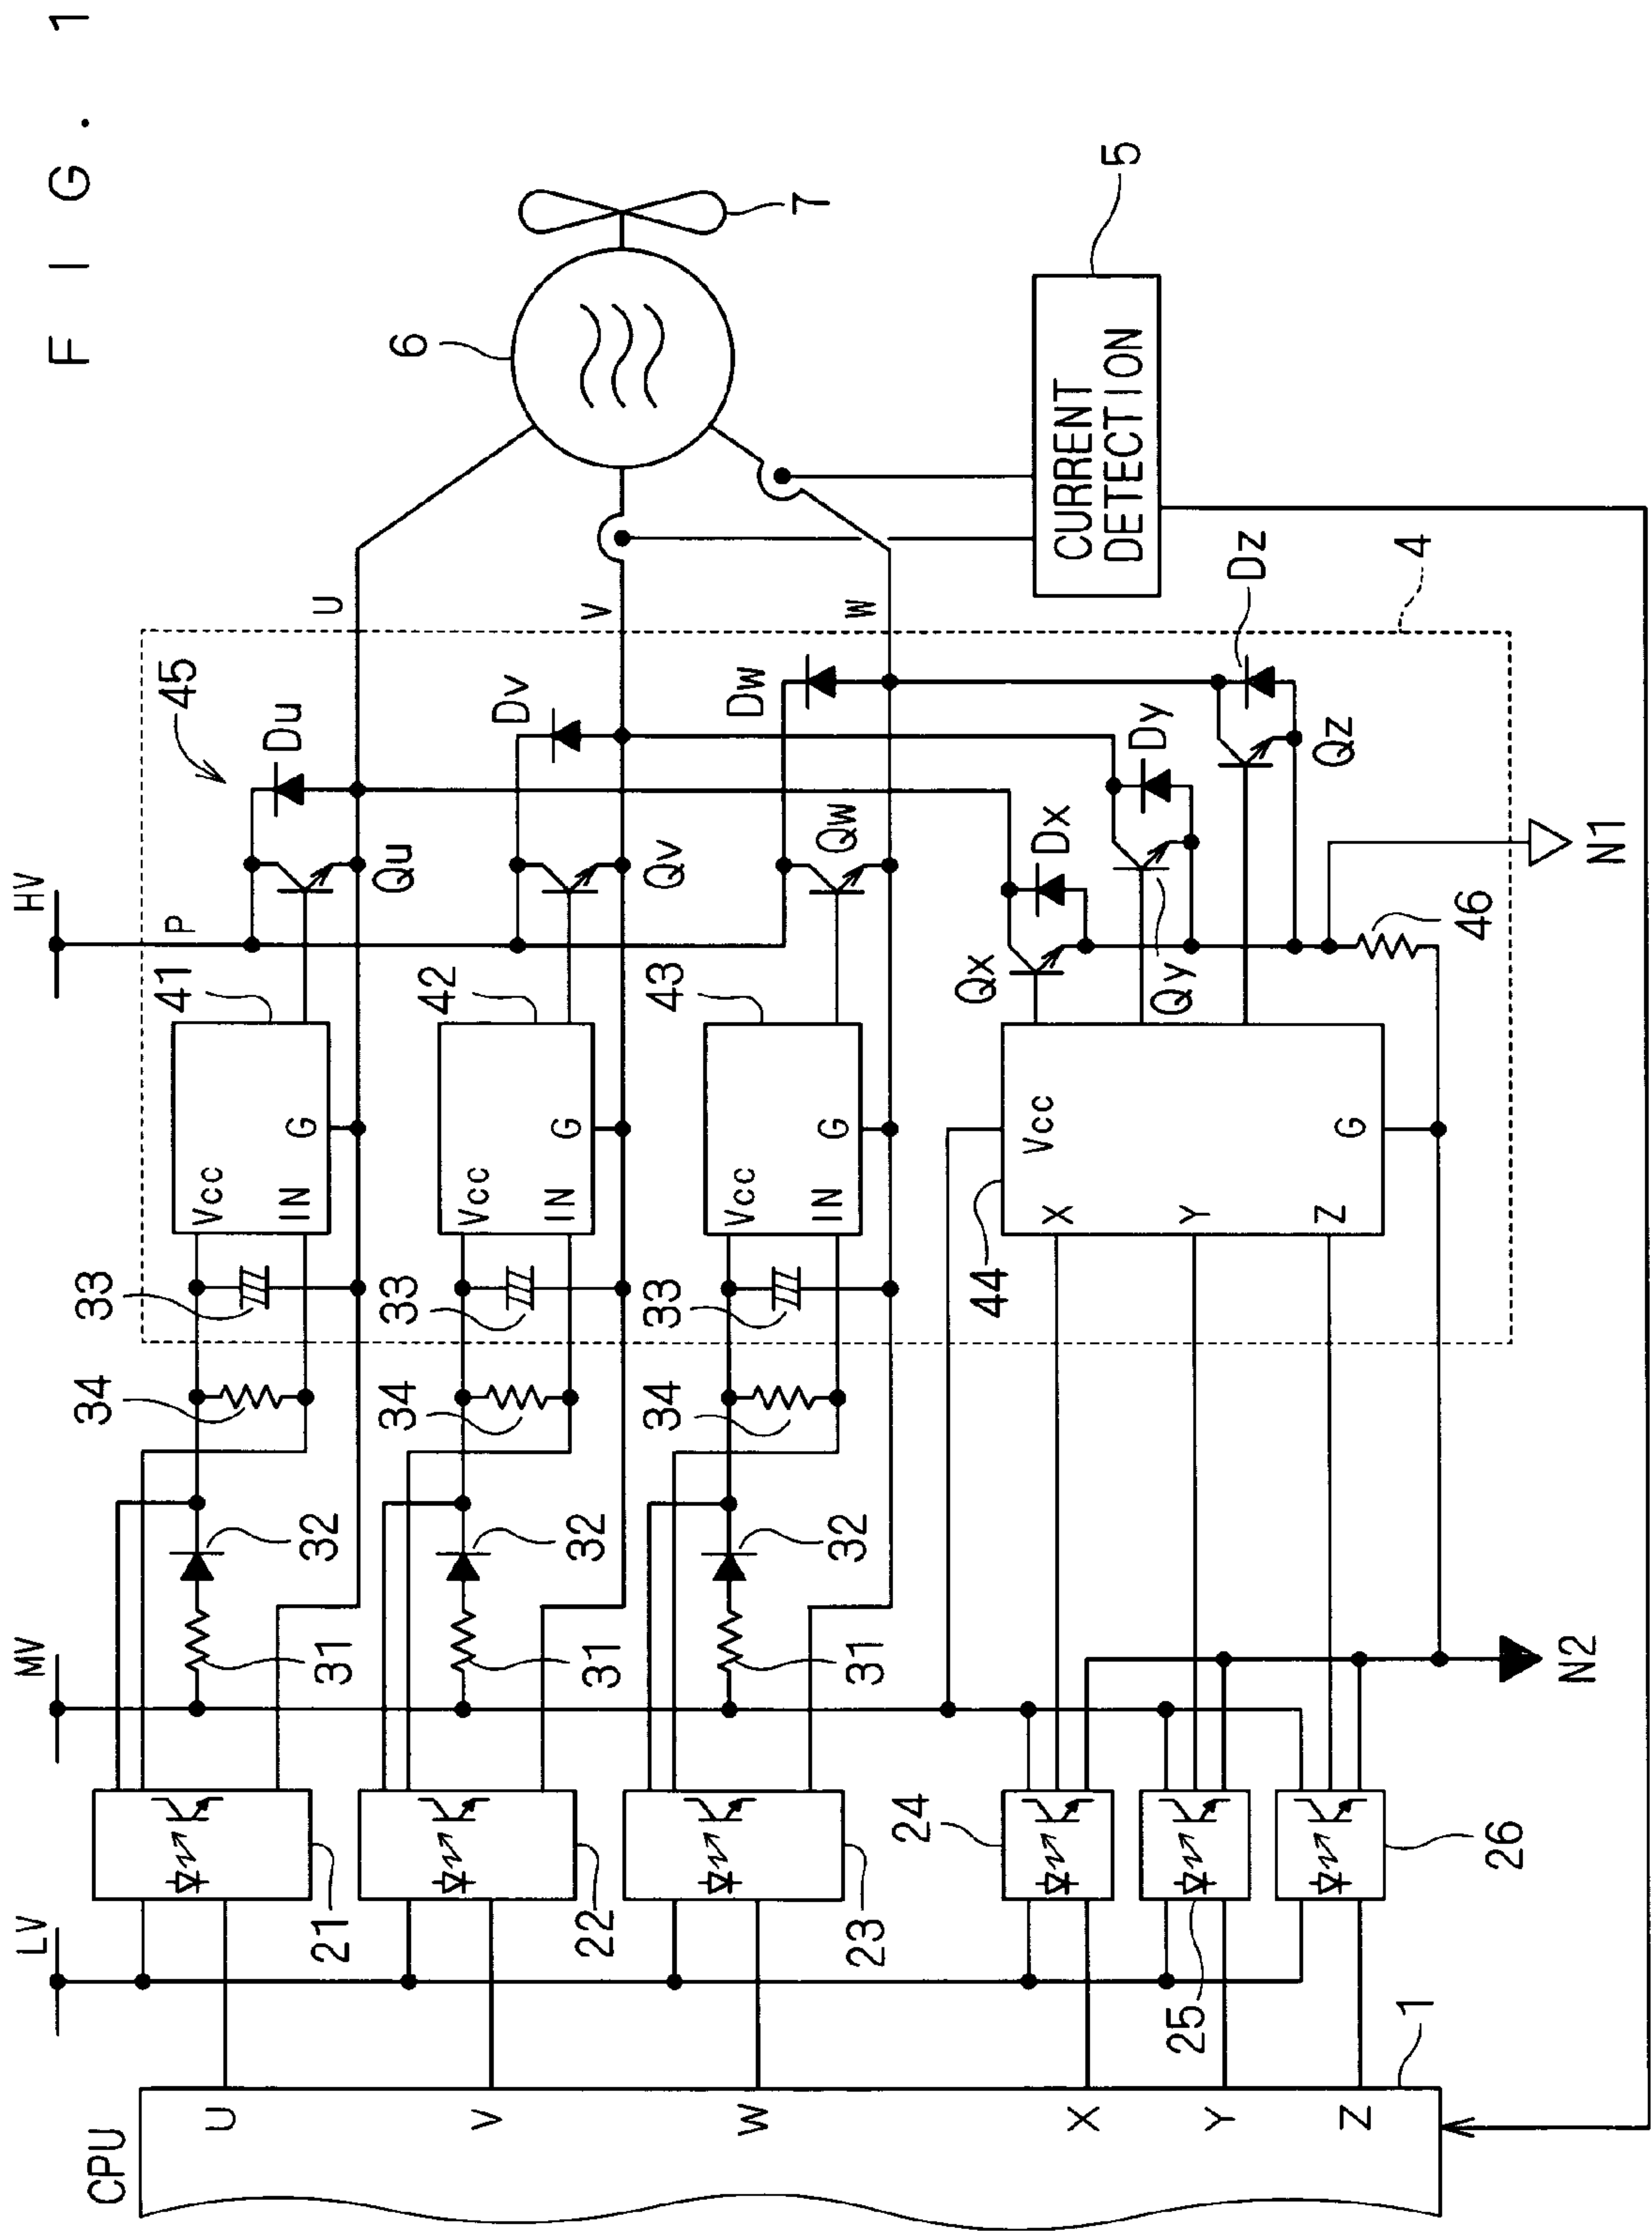 FIG. 1
HV
MV
LV
P
45
Du
U
6
7
41
Qu
Vcc
IN
G
33
34
32
31
21
Dv
V
42
Qv
Vcc
IN
G
33
34
32
31
22
Dw
W
43
Qw
Vcc
IN
G
33
34
32
31
23
CURRENT
DETECTION
5
4
Dx
Qx
Dy
Qy
Dz
Qz
46
N1
44
Vcc
X
Y
Z
G
N2
24
25
26
CPU
U
V
W
X
Y
Z
1